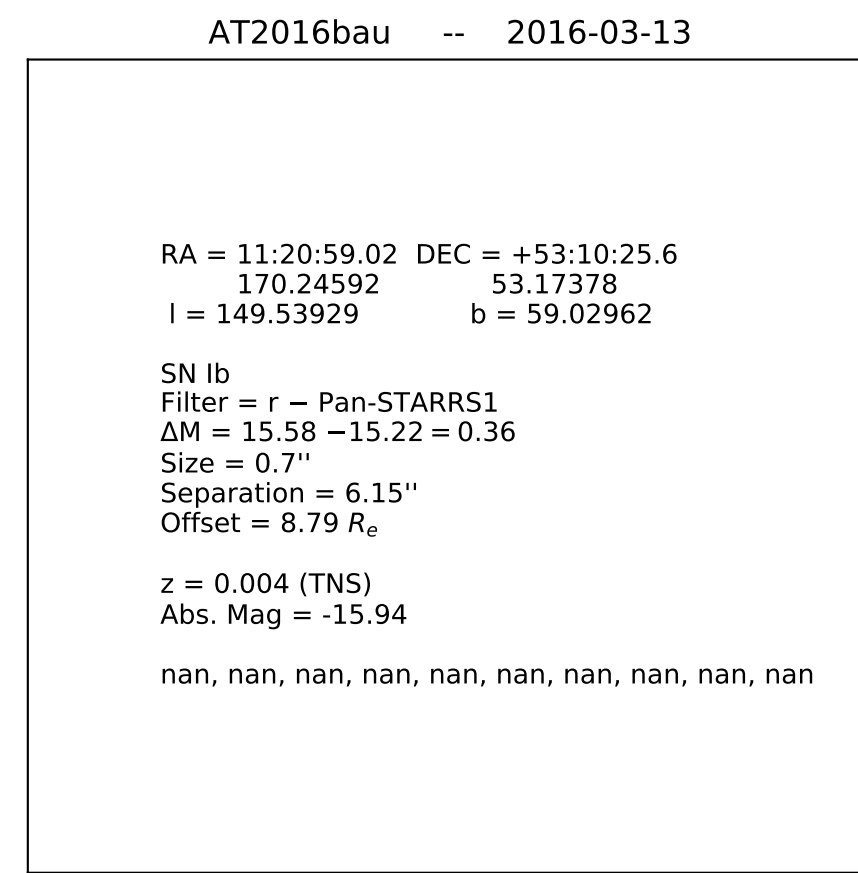 AT2016bau -- 2016-03-13
RA = 11:20:59.02 DEC = +53:10:25.6
170.24592 53.17378
l = 149.53929 b = 59.02962
SN Ib
Filter = r − Pan-STARRS1
ΔM = 15.58 −15.22 = 0.36
Size = 0.7''
Separation = 6.15''
Offset = 8.79 Re
z = 0.004 (TNS)
Abs. Mag = -15.94
nan, nan, nan, nan, nan, nan, nan, nan, nan, nan